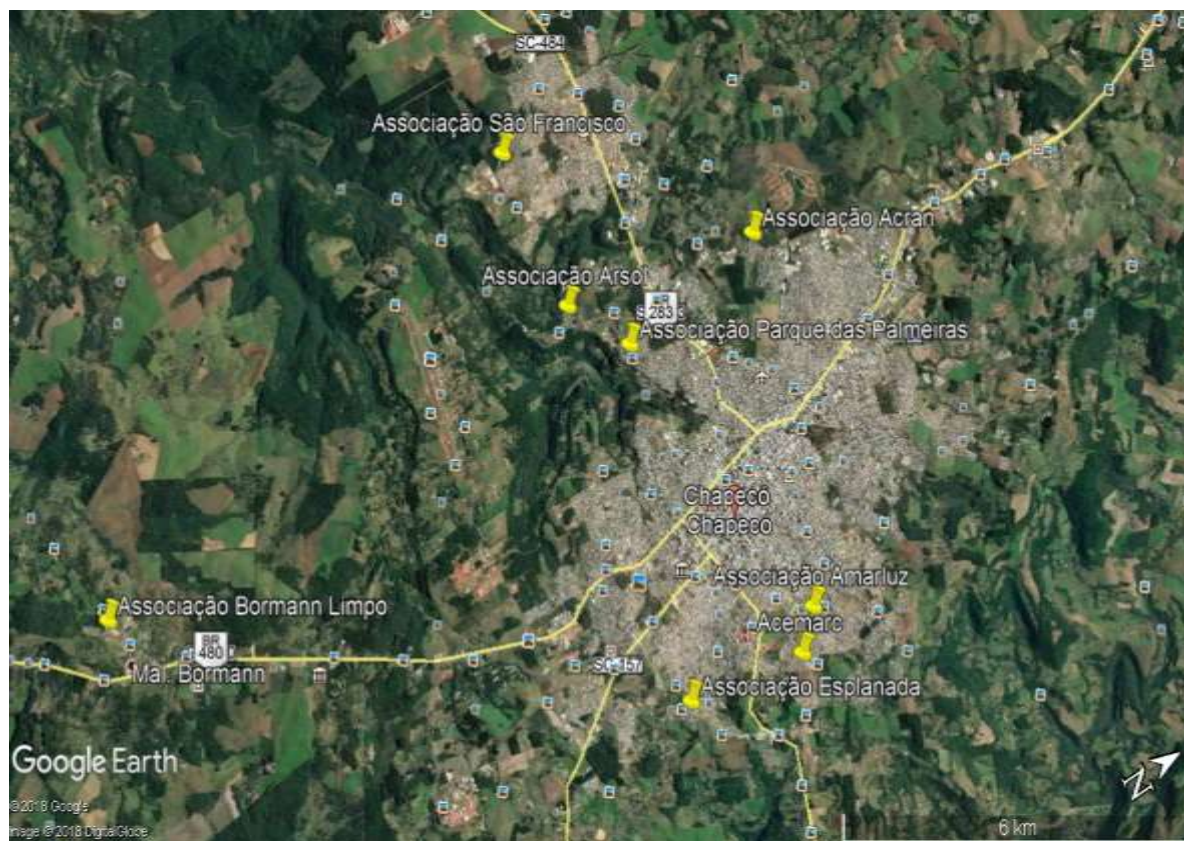 SC-484
Associação São Francisco
Associação Acran
Associação Arsol
BR
283
Associação Parque das Palmeiras
Chapecó
Chapeco
Associação Amarluz
Associação Bormann Limpo
Acemarc
BR
480
SC-157
Mal. Bormann
Associação Esplanada
Google Earth
N
©2018 Google
Image © 2018 DigitalGlobe
6 km